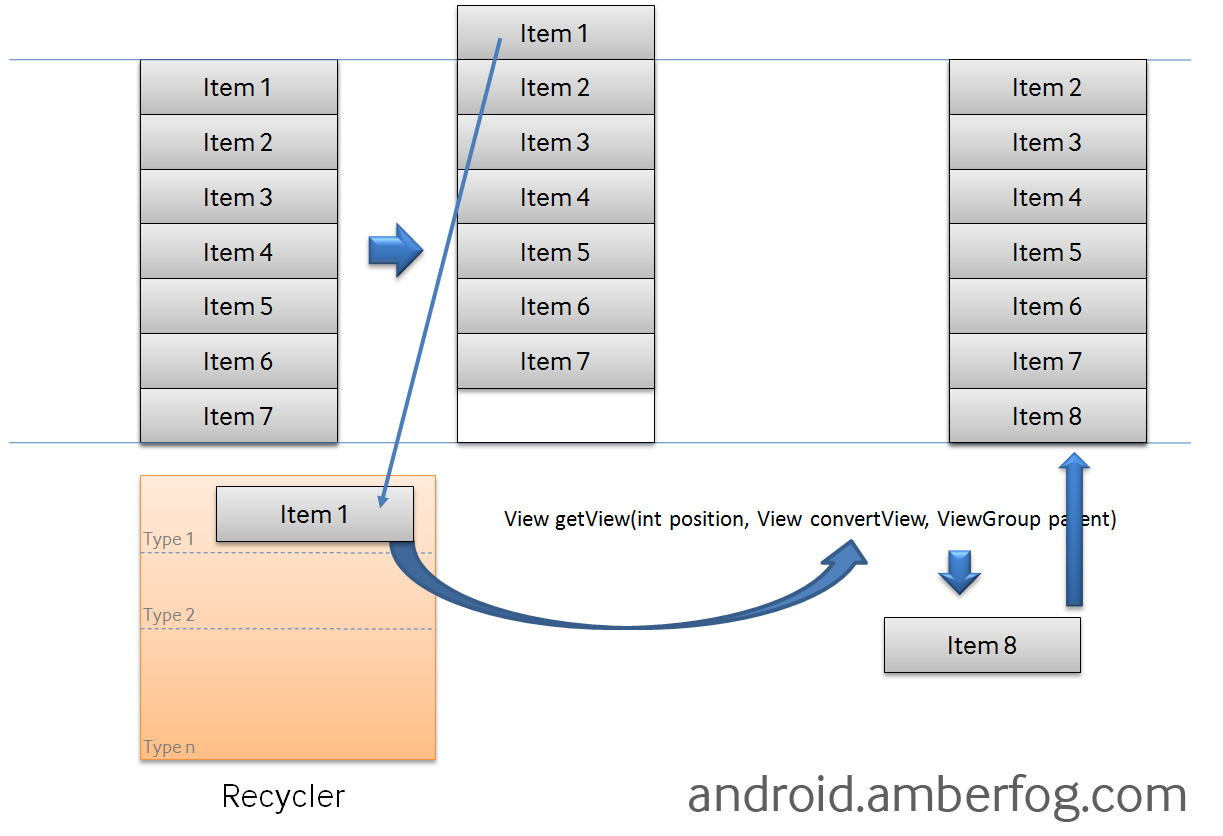 Item 1
Item 2
Item 3
Item 4
Item 5
Item 6
Item 7
Item 1
Item 2
Item 3
Item 4
Item 5
Item 6
Item 7
Item 2
Item 3
Item 4
Item 5
Item 6
Item 7
Item 8
Item 1
Type 1
Type 2
Type n
Recycler
View getView(int position, View convertView, ViewGroup parent)
Item 8
android.amberfog.com